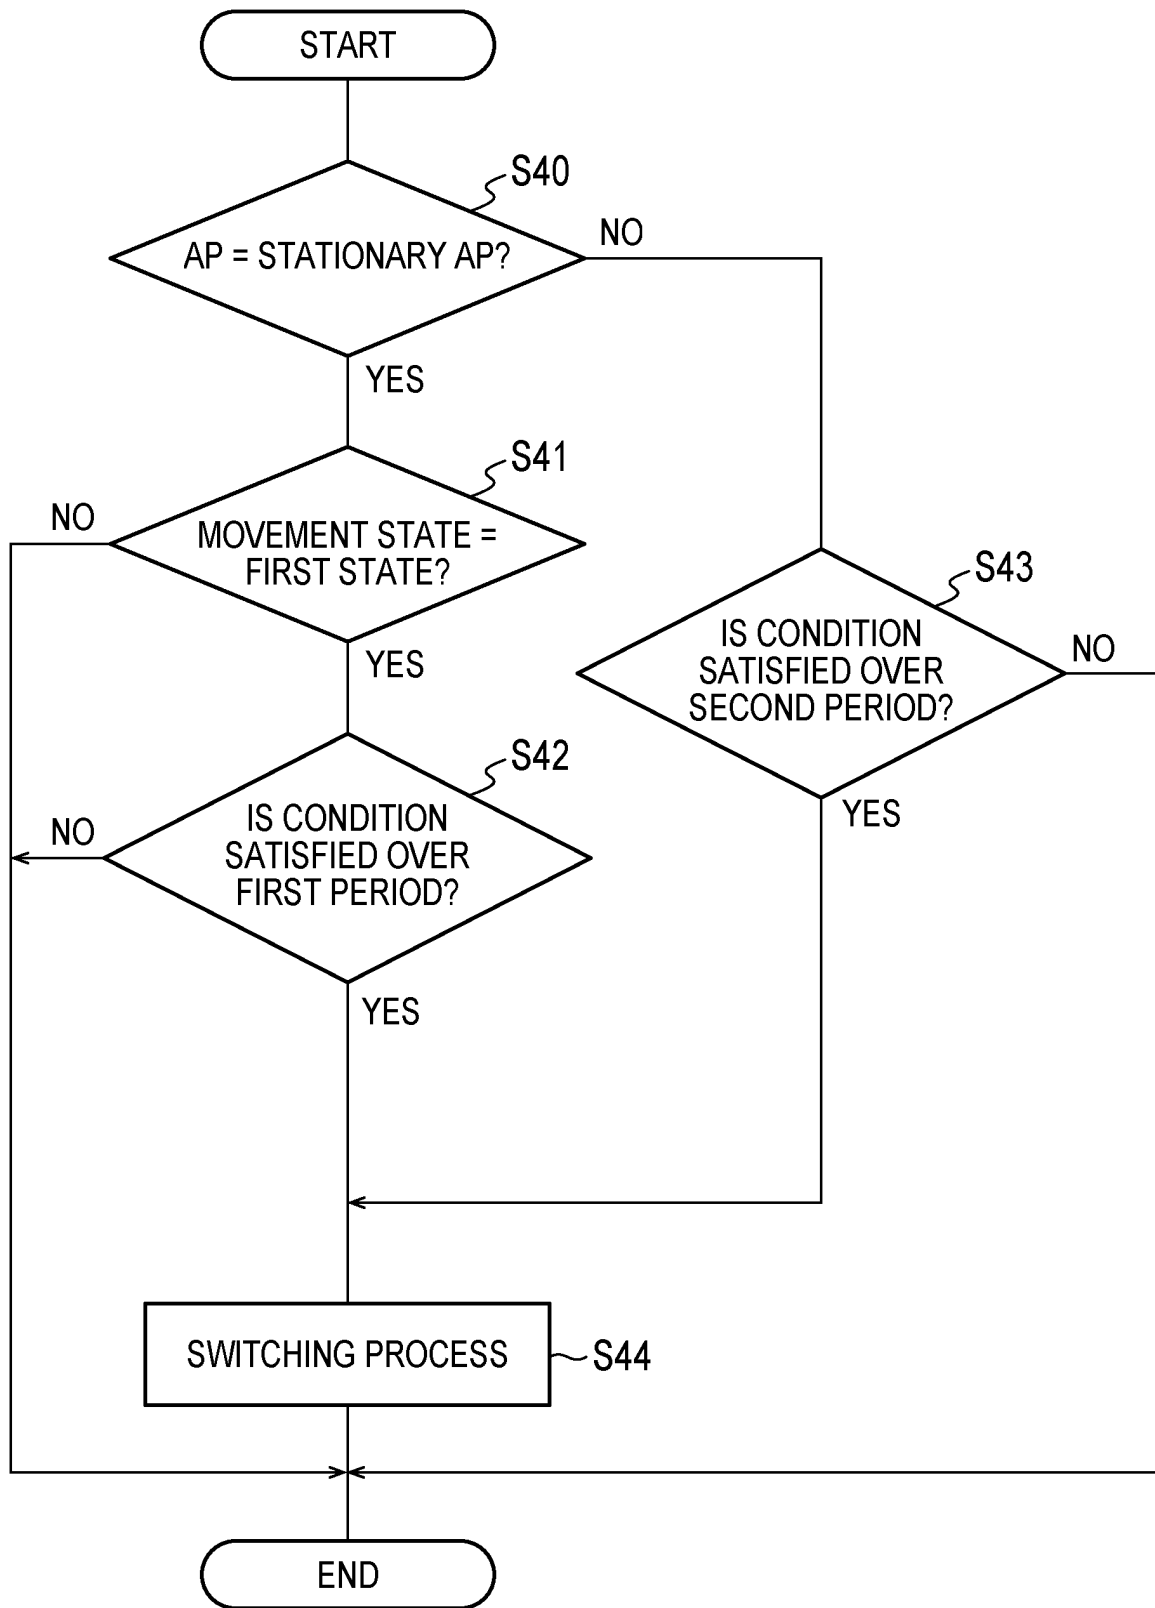 START
S40
AP = STATIONARY AP?
NO
YES
S41
NO
MOVEMENT STATE =
FIRST STATE?
YES
S43
IS CONDITION
SATISFIED OVER
SECOND PERIOD?
NO
YES
S42
NO
IS CONDITION
SATISFIED OVER
FIRST PERIOD?
YES
SWITCHING PROCESS
S44
END